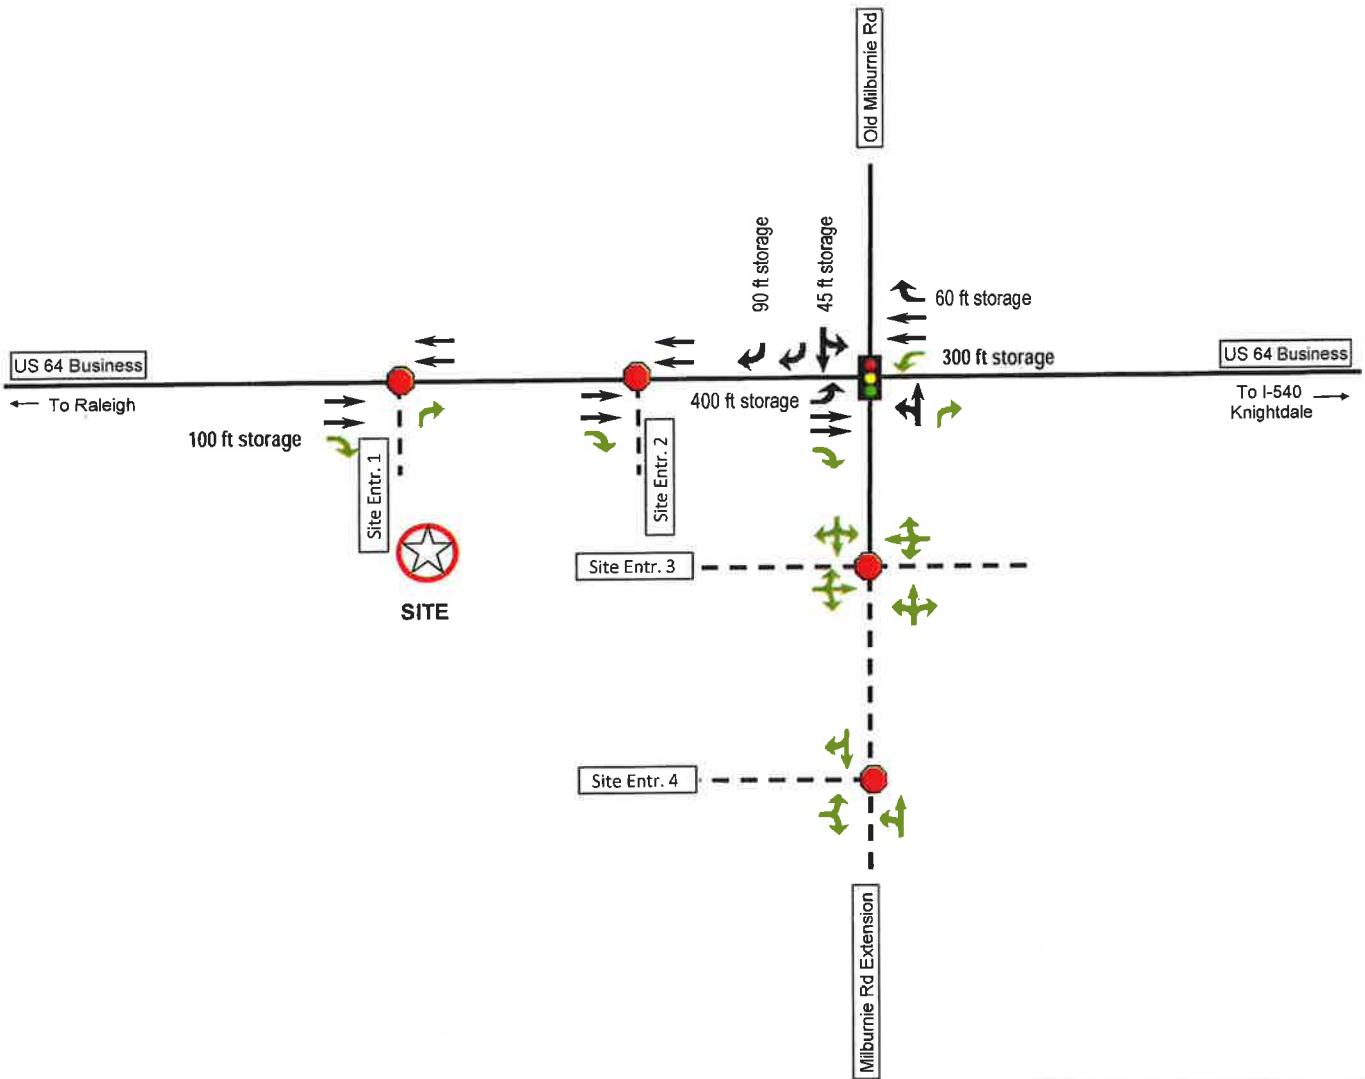 Old Milburnie Rd
90 ft storage
45 ft storage
60 ft storage
US 64 Business
300 ft storage
US 64 Business
To Raleigh
400 ft storage
To I-540
Knightdale
100 ft storage
Site Entr. 1
Site Entr. 2
Site Entr. 3
SITE
Site Entr. 4
Milburnie Rd Extension